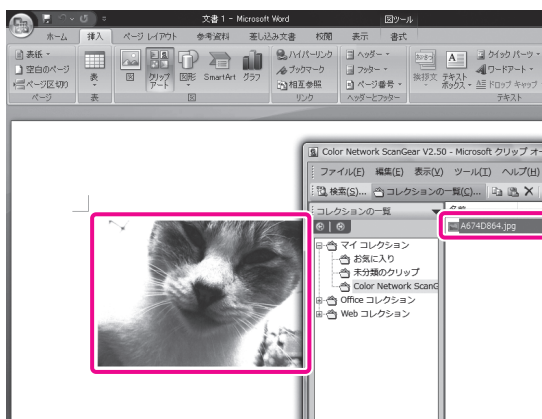 文書 1 - Microsoft Word
図ツール
ホーム 挿入 ページ レイアウト 参考資料 差し込み文書 校閲 表示 書式
表紙
空白のページ
ページ区切り
ページ
表
表
図
クリップ
アート
図形
SmartArt
グラフ
図
ハイパーリンク
ブックマーク
相互参照
リンク
ヘッダー
フッター
ページ番号
ヘッダーとフッター
挨拶文
テキスト
ボックス
クイック パーツ
ワードアート
ドロップ キャップ
テキスト
Color Network ScanGear V2.50 - Microsoft クリップ オー
ファイル(F) 編集(E) 表示(V) ツール(T) ヘルプ(H)
検索(S)... コレクションの一覧(C)...
コレクションの一覧
A674D864.jpg
マイ コレクション
お気に入り
未分類のクリップ
Color Network ScanG
Office コレクション
Web コレクション